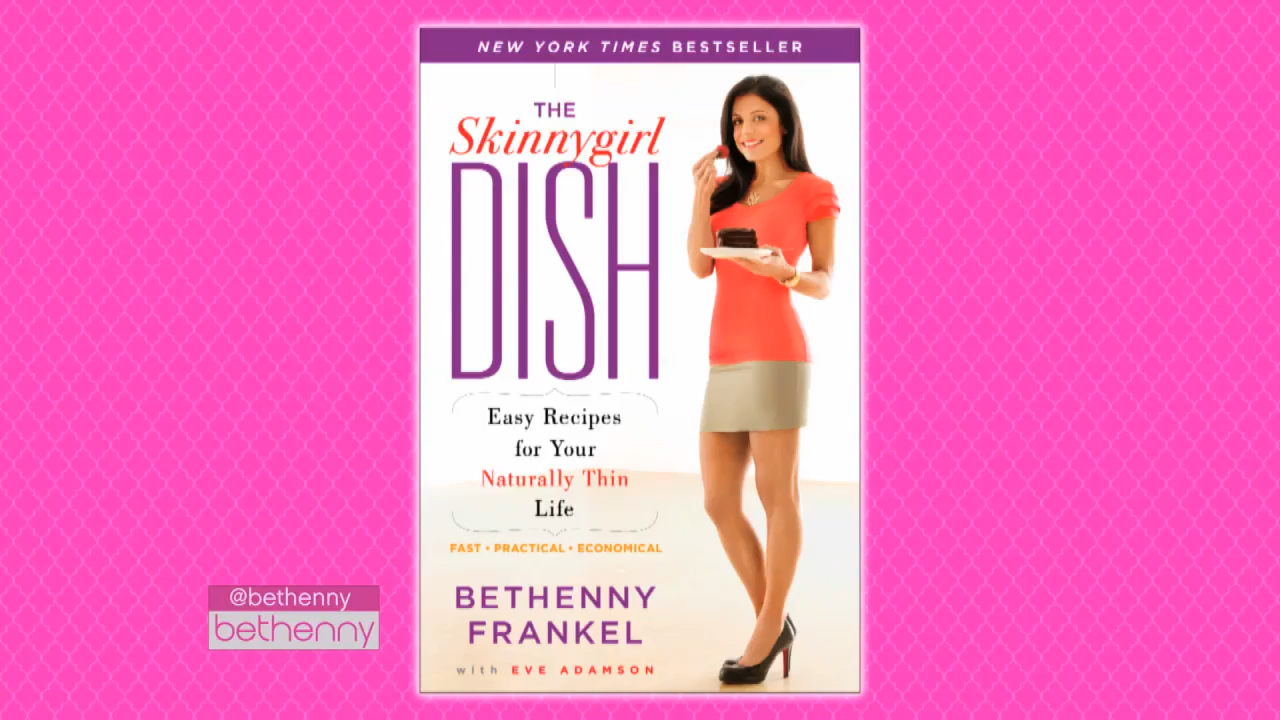 NEW YORK TIMES BESTSELLER
THE
Skinnygirl
DISH
Easy Recipes
for Your
Naturally Thin
Life
FAST • PRACTICAL • ECONOMICAL
BETHENNY
FRANKEL
with EVE ADAMSON
@bethenny
bethenny